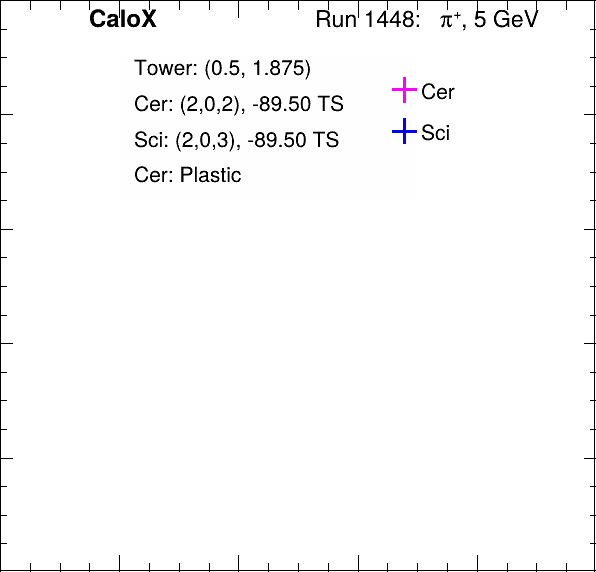 CaloX Run 1448: π⁺, 5 GeV
Tower: (0.5, 1.875)
Cer: (2,0,2), -89.50 TS
Sci: (2,0,3), -89.50 TS
Cer: Plastic
Cer
Sci